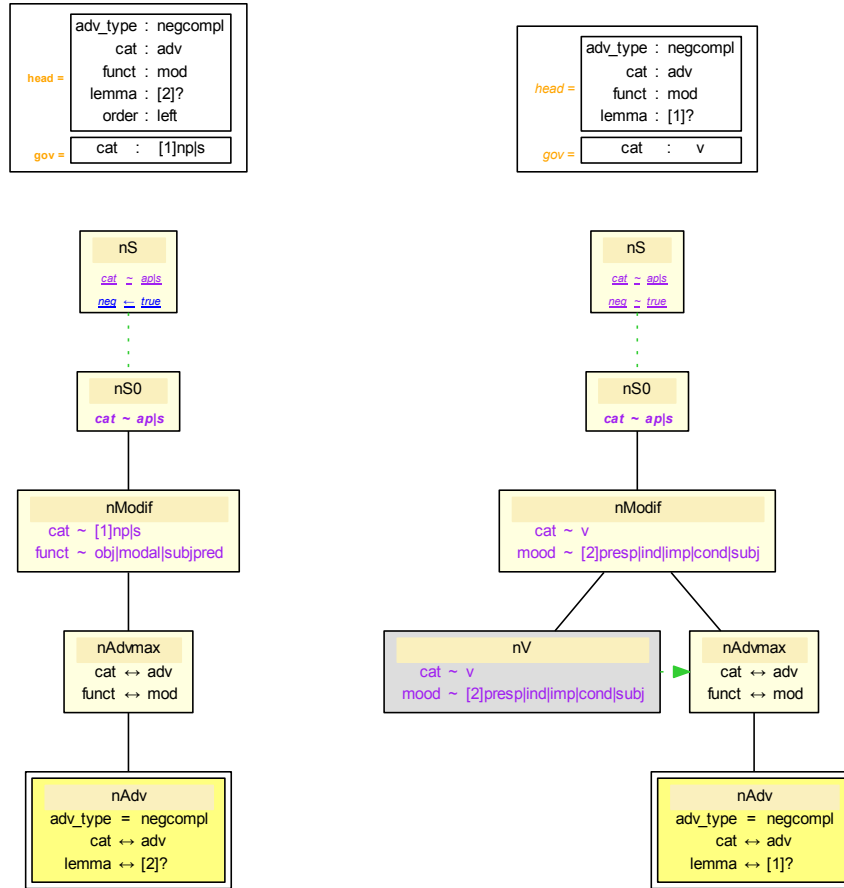 adv_type : negcompl
cat : adv
head = funct : mod
lemma : [2]?
order : left
gov = cat : [1]np|s
nS
cat ~ ap|s
neg ← true
nS0
cat ~ ap|s
nModif
cat ~ [1]np|s
funct ~ obj|modal|subjpred
nAdvmax
cat ↔ adv
funct ↔ mod
nAdv
adv_type = negcompl
cat ↔ adv
lemma ↔ [2]?
adv_type : negcompl
cat : adv
head = funct : mod
lemma : [1]?
gov = cat : v
nS
cat ~ ap|s
neg ~ true
nS0
cat ~ ap|s
nModif
cat ~ v
mood ~ [2]presp|ind|imp|cond|subj
nV
cat ~ v
mood ~ [2]presp|ind|imp|cond|subj
nAdvmax
cat ↔ adv
funct ↔ mod
nAdv
adv_type = negcompl
cat ↔ adv
lemma ↔ [1]?